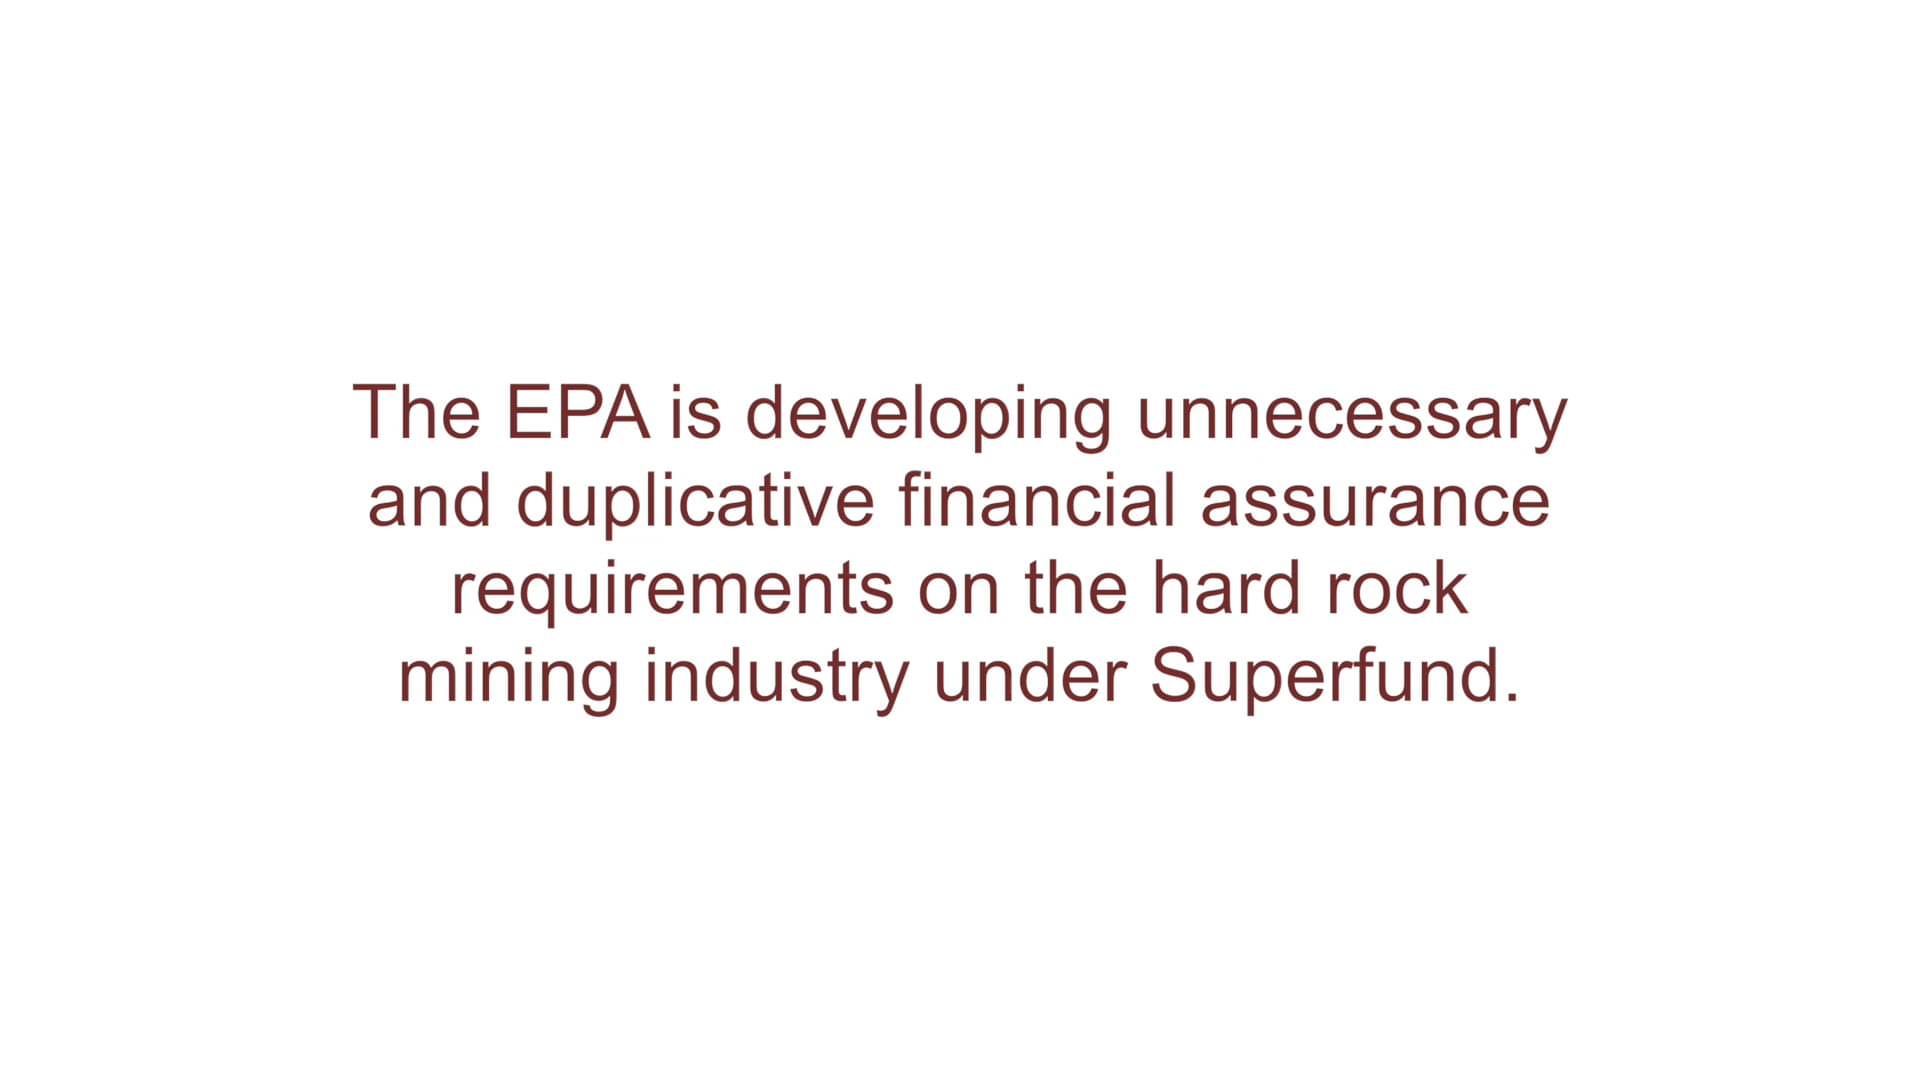 The EPA is developing unnecessary
and duplicative financial assurance
requirements on the hard rock
mining industry under Superfund.